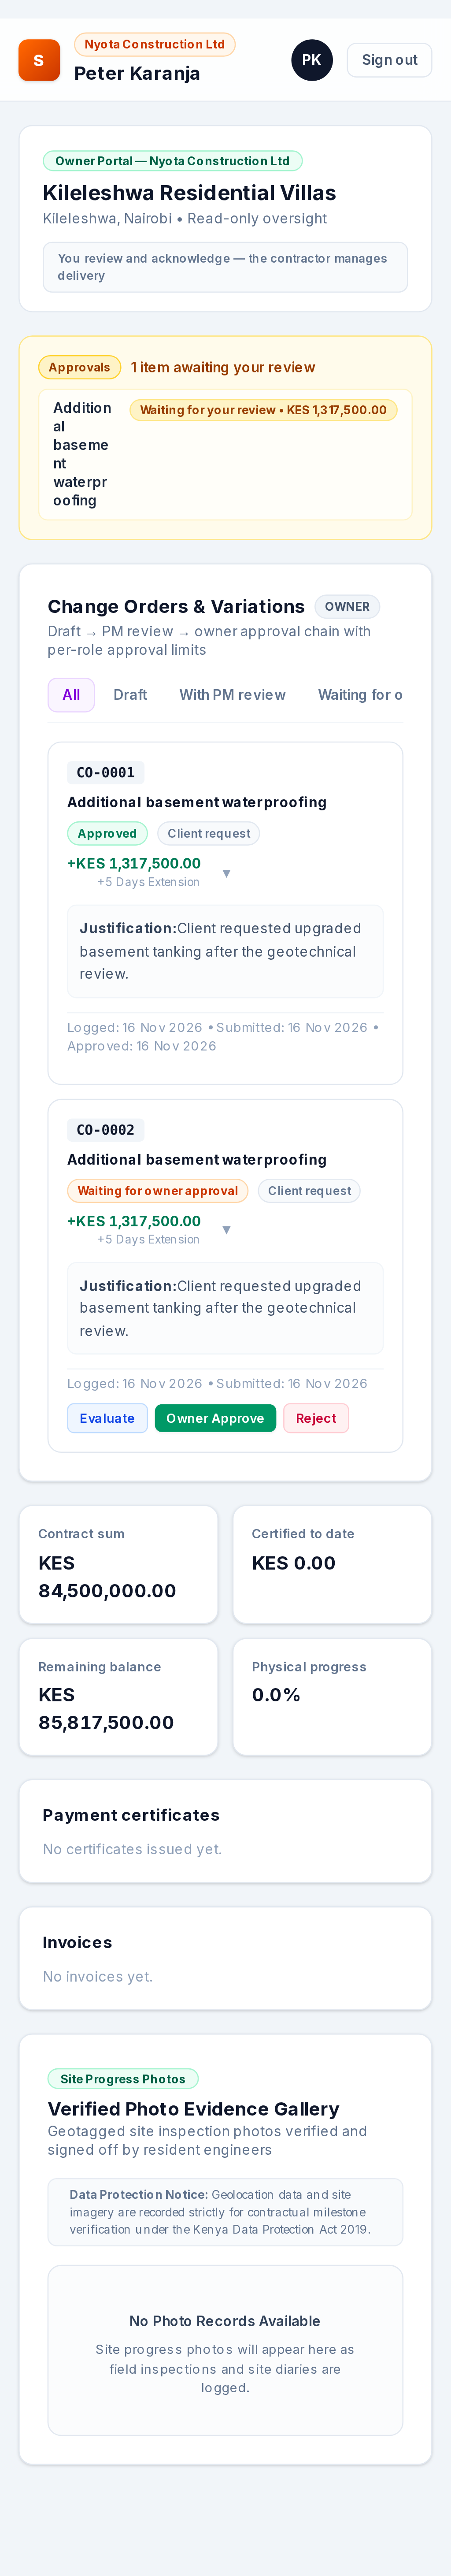 S
Nyota Construction Ltd
Peter Karanja
PK
Sign out
Owner Portal — Nyota Construction Ltd
Kileleshwa Residential Villas
Kileleshwa, Nairobi • Read-only oversight
You review and acknowledge — the contractor manages
delivery
Approvals
1 item awaiting your review
Addition
al
baseme
nt
waterpr
oofing
Waiting for your review • KES 1,317,500.00
Change Orders & Variations
OWNER
Draft → PM review → owner approval chain with
per-role approval limits
All
Draft
With PM review
Waiting for o
CO-0001
Additional basement waterproofing
Approved
Client request
+KES 1,317,500.00
▼
+5 Days Extension
Justification:Client requested upgraded
basement tanking after the geotechnical
review.
Logged: 16 Nov 2026 • Submitted: 16 Nov 2026 •
Approved: 16 Nov 2026
CO-0002
Additional basement waterproofing
Waiting for owner approval
Client request
+KES 1,317,500.00
▼
+5 Days Extension
Justification:Client requested upgraded
basement tanking after the geotechnical
review.
Logged: 16 Nov 2026 • Submitted: 16 Nov 2026
Evaluate
Owner Approve
Reject
Contract sum
KES
84,500,000.00
Certified to date
KES 0.00
Remaining balance
KES
85,817,500.00
Physical progress
0.0%
Payment certificates
No certificates issued yet.
Invoices
No invoices yet.
Site Progress Photos
Verified Photo Evidence Gallery
Geotagged site inspection photos verified and
signed off by resident engineers
Data Protection Notice: Geolocation data and site
imagery are recorded strictly for contractual milestone
verification under the Kenya Data Protection Act 2019.
No Photo Records Available
Site progress photos will appear here as
field inspections and site diaries are
logged.